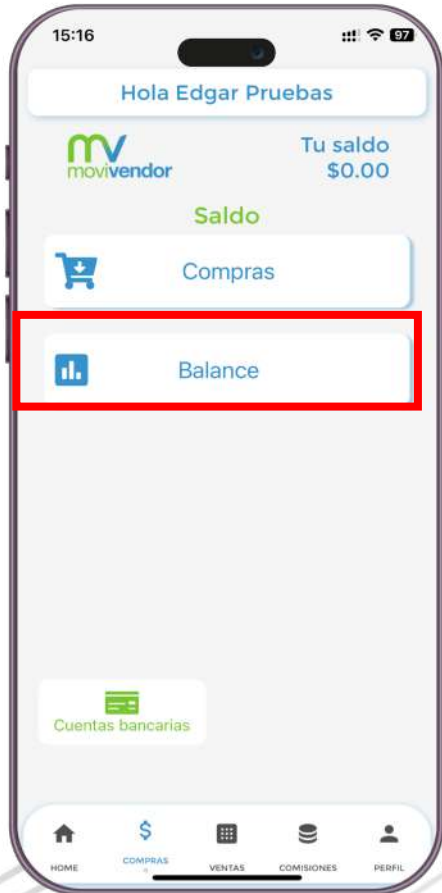 15:16
97
Hola Edgar Pruebas
mv
movivendor
Tu saldo
$0.00
Saldo
Compras
Balance
Cuentas bancarias
HOME
COMPRAS
VENTAS
COMISIONES
PERFIL